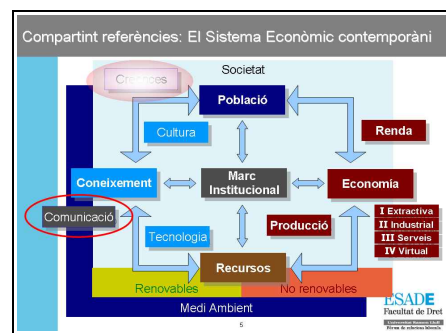 Compartint referències: El Sistema Econòmic contemporàni
Societat
Creences
Població
Cultura
Renda
Coneixement
Marc
Institucional
Economia
Comunicació
Tecnologia
Producció
I Extractiva
II Industrial
III Serveis
IV Virtual
Recursos
Renovables
No renovables
Medi Ambient
ESADE
Facultat de Dret
5